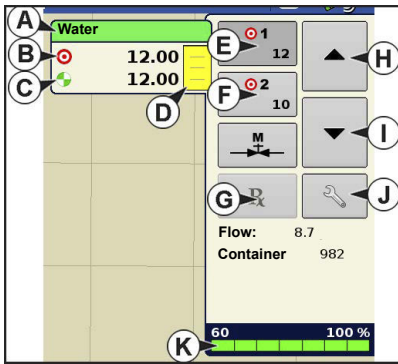 A
Water
B
12.00
C
12.00
D
E
1
12
F
2
10
M
G
R
H
I
J
Flow: 8.7
Container 982
K
60 100 %